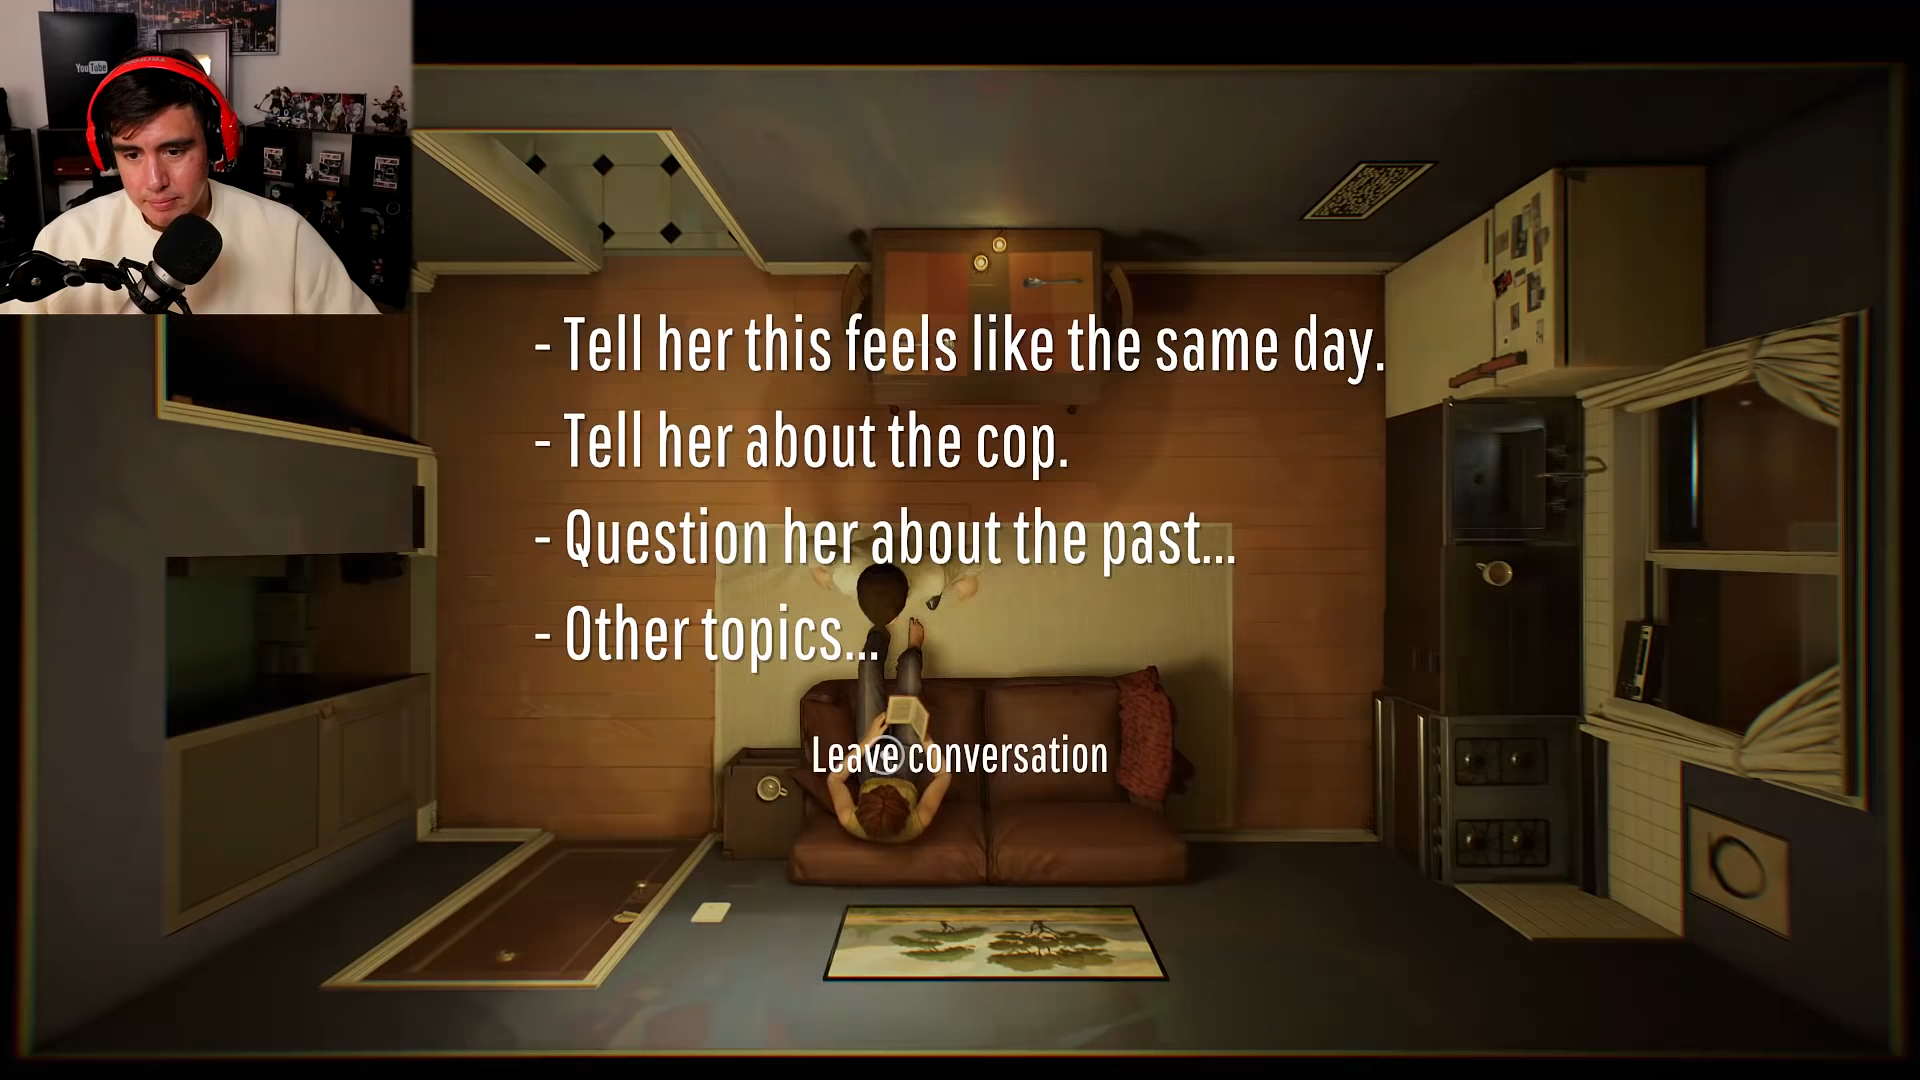 YouTube
- Tell her this feels like the same day.
- Tell her about the cop.
- Question her about the past...
- Other topics...
Leave conversation